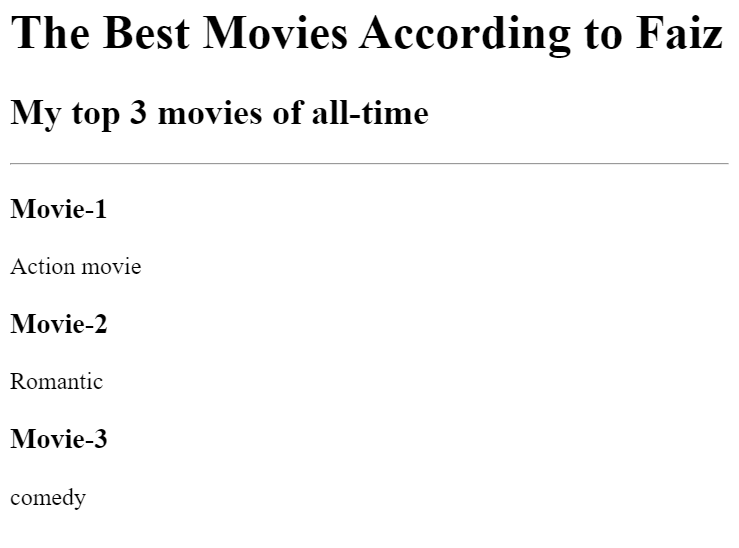 The Best Movies According to Faiz
My top 3 movies of all-time
Movie-1
Action movie
Movie-2
Romantic
Movie-3
comedy